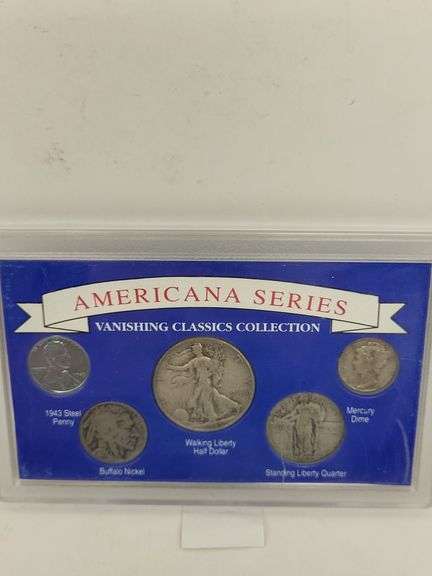 AMERICANA SERIES
VANISHING CLASSICS COLLECTION
1943 Steel
Penny
Buffalo Nickel
Walking Liberty
Half Dollar
Standing Liberty Quarter
Mercury
Dime